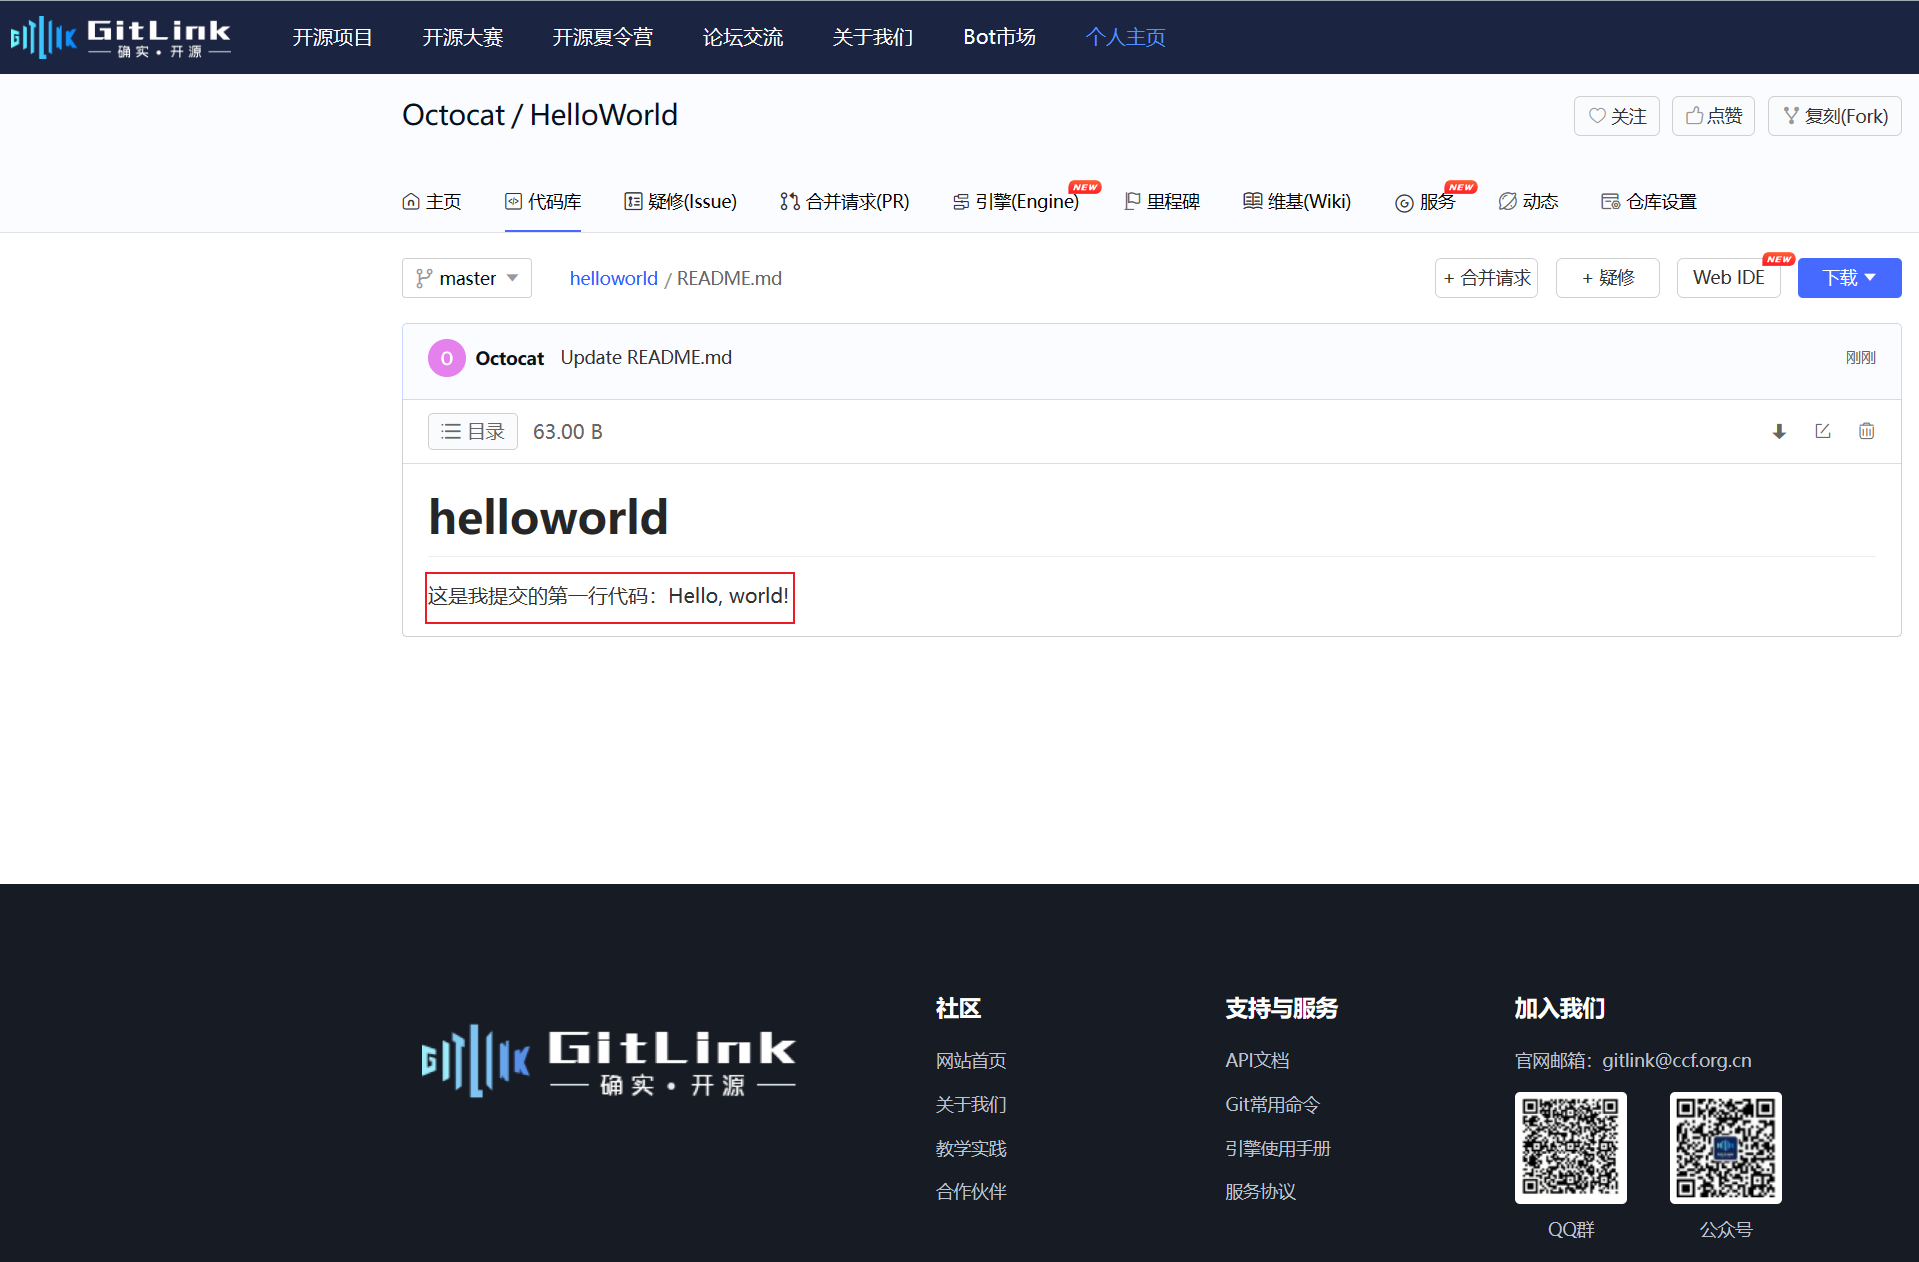 GitLink
确实·开源
开源项目 开源大赛 开源夏令营 论坛交流 关于我们 Bot市场 个人主页
Octocat / HelloWorld
关注 点赞 复刻(Fork)
主页 代码库 疑修(Issue) 合并请求(PR) 引擎(Engine) NEW 里程碑 维基(Wiki) 服务 NEW 动态 仓库设置
master helloworld / README.md + 合并请求 + 疑修 Web IDE NEW 下载
O Octocat Update README.md 刚刚
目录 63.00 B
helloworld
这是我提交的第一行代码：Hello, world!
GitLink
确实·开源
社区
网站首页
关于我们
教学实践
合作伙伴
支持与服务
API文档
Git常用命令
引擎使用手册
服务协议
加入我们
官网邮箱：gitlink@ccf.org.cn
QQ群 公众号